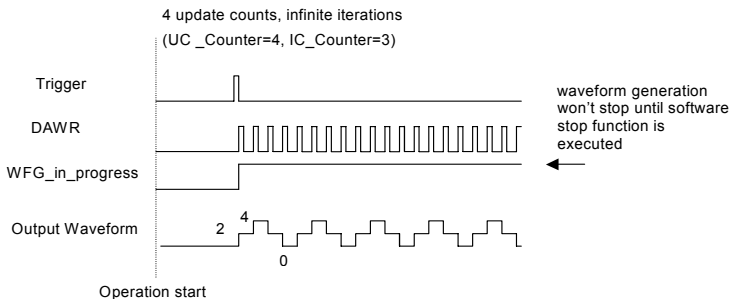 4 update counts, infinite iterations
(UC _Counter=4, IC_Counter=3)
Trigger
waveform generation
won't stop until software
stop function is
executed
DAWR
WFG_in_progress
Output Waveform
2
4
0
Operation start